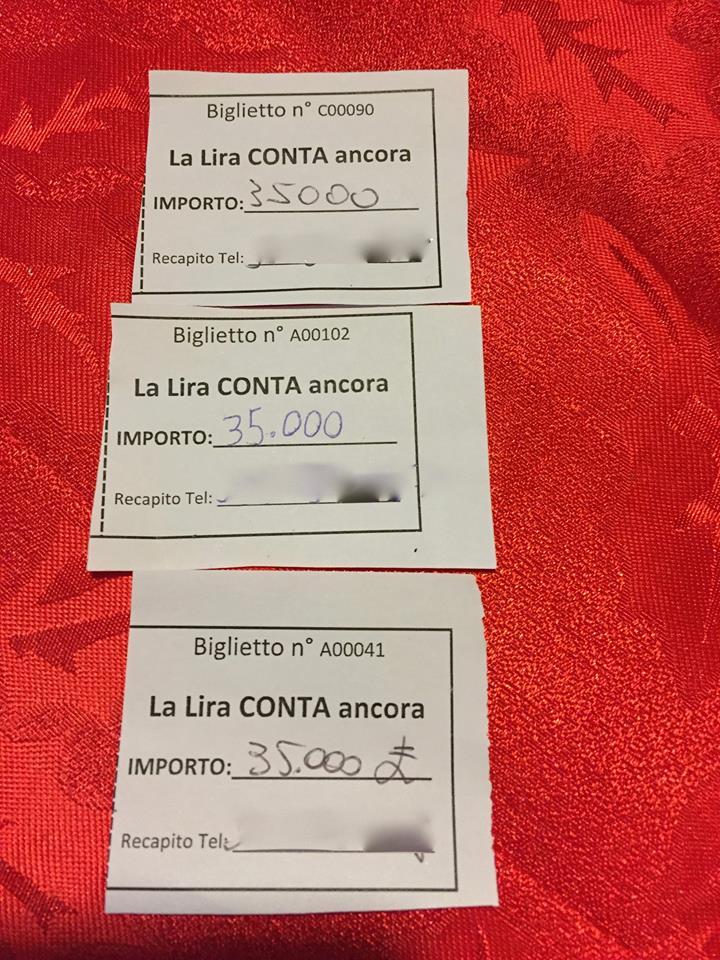 Biglietto n° C00090
La Lira CONTA ancora
IMPORTO: 35000
Recapito Tel:
Biglietto n° A00102
La Lira CONTA ancora
IMPORTO: 35.000
Recapito Tel:
Biglietto n° A00041
La Lira CONTA ancora
IMPORTO: 35.000 £
Recapito Tel: